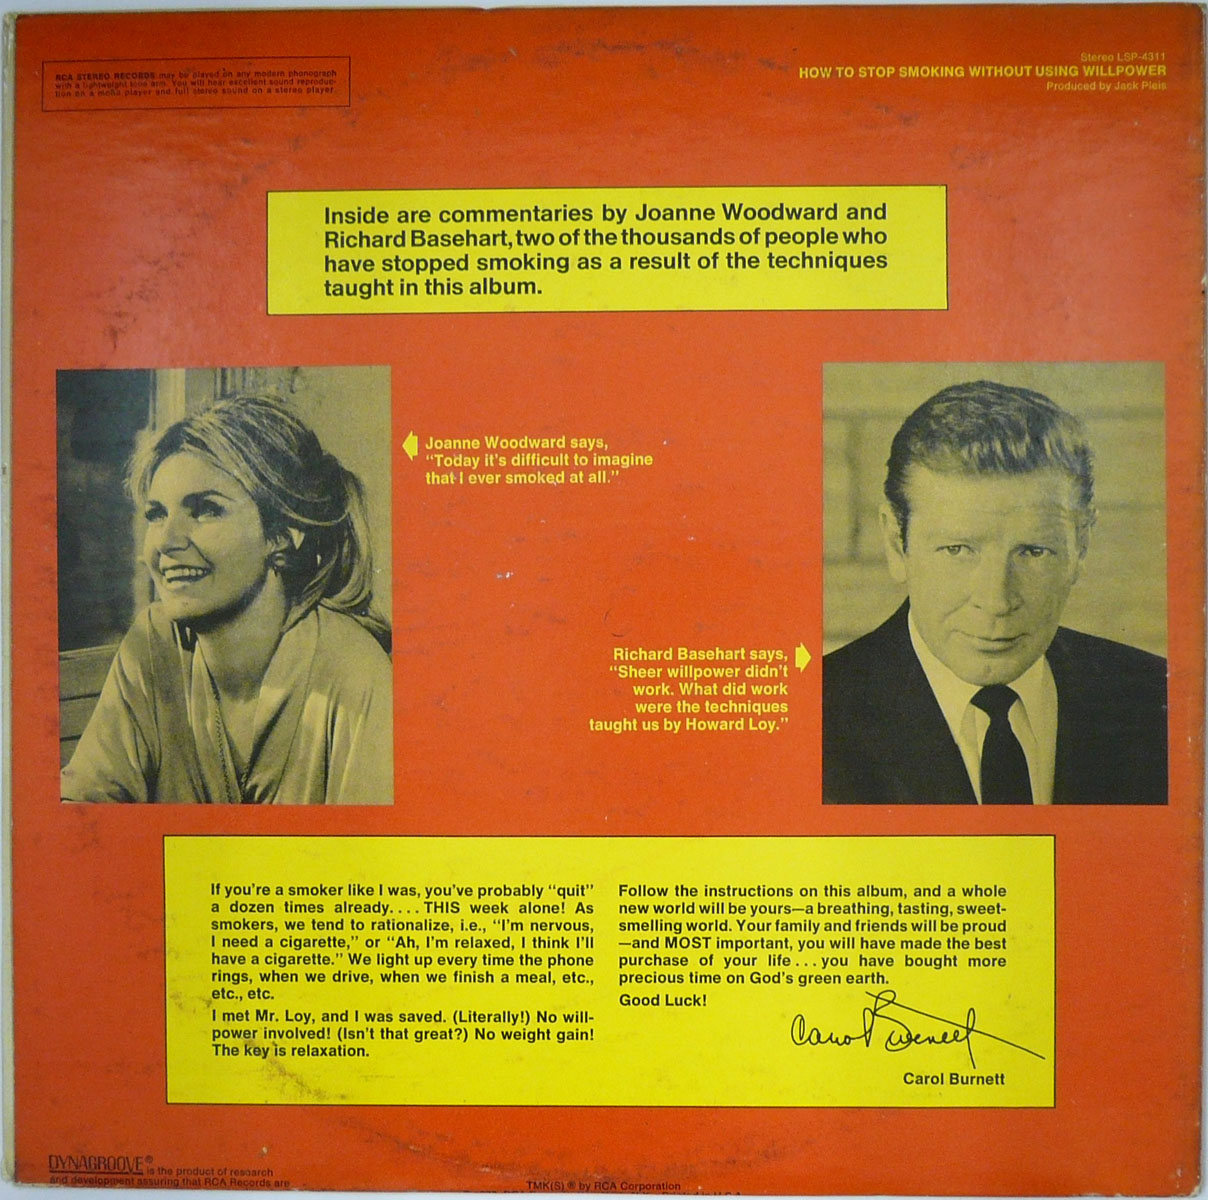 RCA STEREO RECORDS may be played on any modern phonograph
with a lightweight tone arm. You will hear excellent sound reproduc-
tion on a mono player and full stereo sound on a stereo player.
Stereo LSP-4311
HOW TO STOP SMOKING WITHOUT USING WILLPOWER
Produced by Jack Pleis
Inside are commentaries by Joanne Woodward and
Richard Basehart, two of the thousands of people who
have stopped smoking as a result of the techniques
taught in this album.
Joanne Woodward says,
“Today it’s difficult to imagine
that I ever smoked at all.”
Richard Basehart says,
“Sheer willpower didn’t
work. What did work
were the techniques
taught us by Howard Loy.”
If you’re a smoker like I was, you’ve probably “quit”
a dozen times already.... THIS week alone! As
smokers, we tend to rationalize, i.e., “I’m nervous,
I need a cigarette,” or “Ah, I’m relaxed, I think I’ll
have a cigarette.” We light up every time the phone
rings, when we drive, when we finish a meal, etc.,
etc., etc.
I met Mr. Loy, and I was saved. (Literally!) No will-
power involved! (Isn’t that great?) No weight gain!
The key is relaxation.
Follow the instructions on this album, and a whole
new world will be yours—a breathing, tasting, sweet-
smelling world. Your family and friends will be proud
—and MOST important, you will have made the best
purchase of your life... you have bought more
precious time on God’s green earth.
Good Luck!
Carol Burnett
Carol Burnett
DYNAGROOVE® is the product of research
and development assuring that RCA Records are
TMK(S) ® by RCA Corporation
Printed in U.S.A.